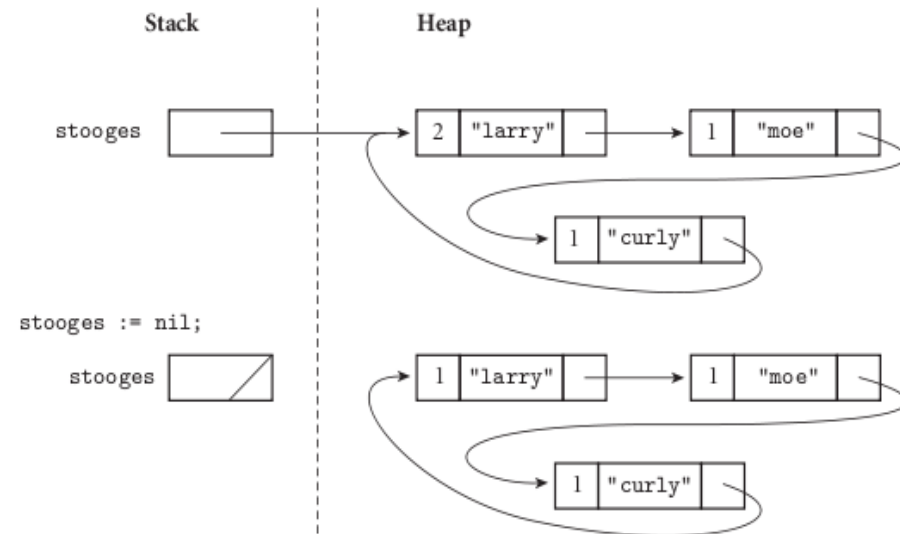 Stack Heap
stooges 2 "larry" 1 "moe"
1 "curly"
stooges := nil;
stooges 1 "larry" 1 "moe"
1 "curly"